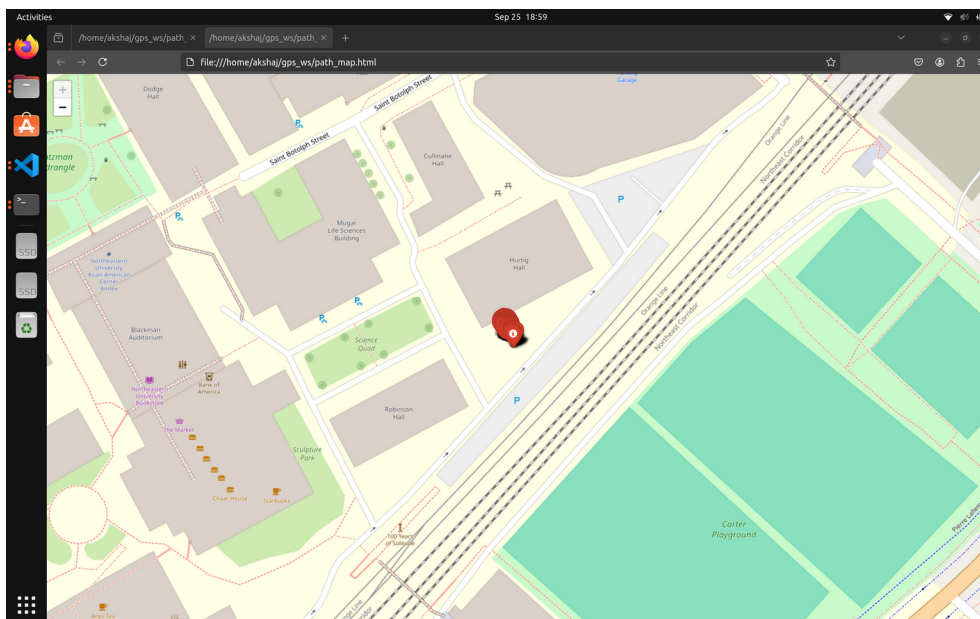 Activities
Sep 25 18:59
/home/akshaj/gps_ws/path_
/home/akshaj/gps_ws/path_
file:///home/akshaj/gps_ws/path_map.html
+
−
SSD
SSD
Dodge
Hall
Saint Botolph Street
Saint Botolph Street
Garage
Cullinane
Hall
Orange Line
Northeast Corridor
Mugar
Life Sciences
Building
Hurtig
Hall
P
Northeastern
University
Asian American
Center
Annex
Orange Line
Northeast Corridor
Blackman
Auditorium
Science
Quad
Northeastern
University
Bookstore
Bank of
America
the Market
Robinson
Hall
P
Sculpture
Park
Chaat House
Starbucks
100 Years
of Solitude
Carter
Playground
Argo Tea